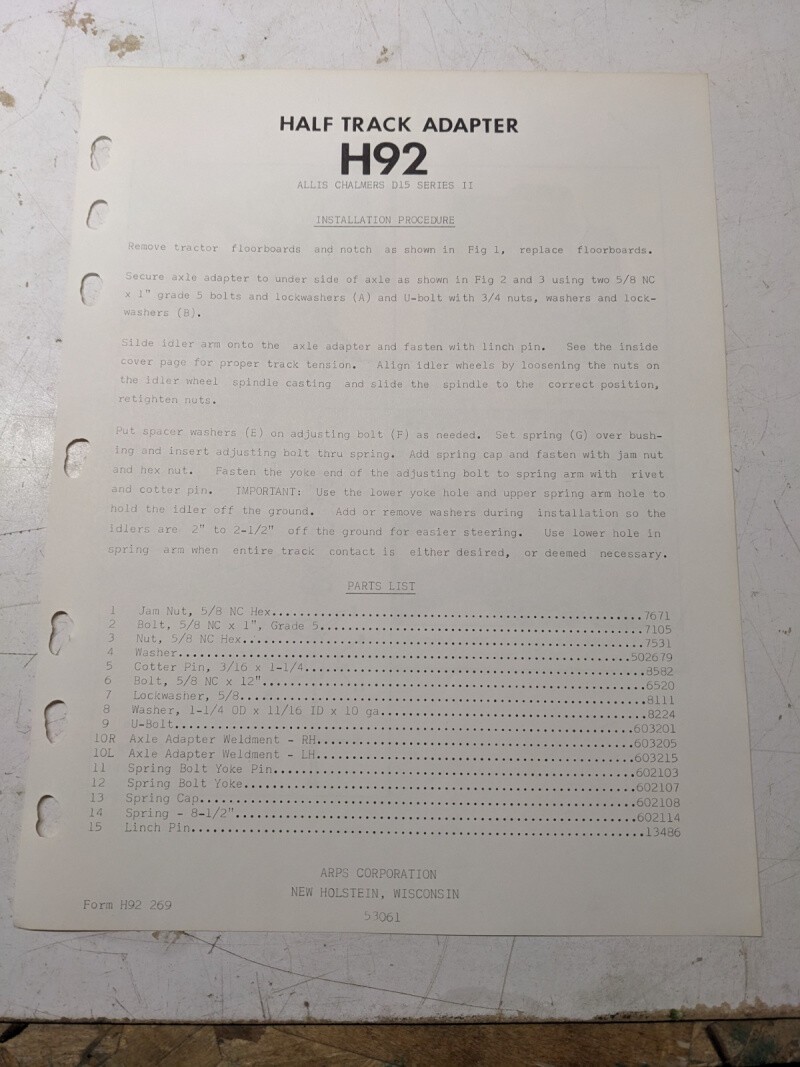 HALF TRACK ADAPTER
H92
ALLIS CHALMERS D15 SERIES II
INSTALLATION PROCEDURE
Remove tractor floorboards and notch as shown in Fig 1, replace floorboards.
Secure axle adapter to under side of axle as shown in Fig 2 and 3 using two 5/8 NC
x 1" grade 5 bolts and lockwashers (A) and U-bolt with 3/4 nuts, washers and lock-
washers (B).
Silde idler arm onto the axle adapter and fasten with linch pin. See the inside
cover page for proper track tension. Align idler wheels by loosening the nuts on
the idler wheel spindle casting and slide the spindle to the correct position,
retighten nuts.
Put spacer washers (E) on adjusting bolt (F) as needed. Set spring (G) over bush-
ing and insert adjusting bolt thru spring. Add spring cap and fasten with jam nut
and hex nut. Fasten the yoke end of the adjusting bolt to spring arm with rivet
and cotter pin. IMPORTANT: Use the lower yoke hole and upper spring arm hole to
hold the idler off the ground. Add or remove washers during installation so the
idlers are 2" to 2-1/2" off the ground for easier steering. Use lower hole in
spring arm when entire track contact is either desired, or deemed necessary.
PARTS LIST
1 Jam Nut, 5/8 NC Hex.......................................................7671
2 Bolt, 5/8 NC x 1", Grade 5................................................7105
3 Nut, 5/8 NC Hex...........................................................7531
4 Washer..................................................................502679
5 Cotter Pin, 3/16 x 1-1/4..................................................8582
6 Bolt, 5/8 NC x 12"........................................................6520
7 Lockwasher, 5/8...........................................................8111
8 Washer, 1-1/4 OD x 11/16 ID x 10 ga.......................................8224
9 U-Bolt..................................................................603201
10R Axle Adapter Weldment - RH............................................603205
10L Axle Adapter Weldment - LH............................................603215
11 Spring Bolt Yoke Pin...................................................602103
12 Spring Bolt Yoke.......................................................602107
13 Spring Cap.............................................................602108
14 Spring - 8-1/2"........................................................602114
15 Linch Pin...............................................................13486
ARPS CORPORATION
NEW HOLSTEIN, WISCONSIN
53061
Form H92 269